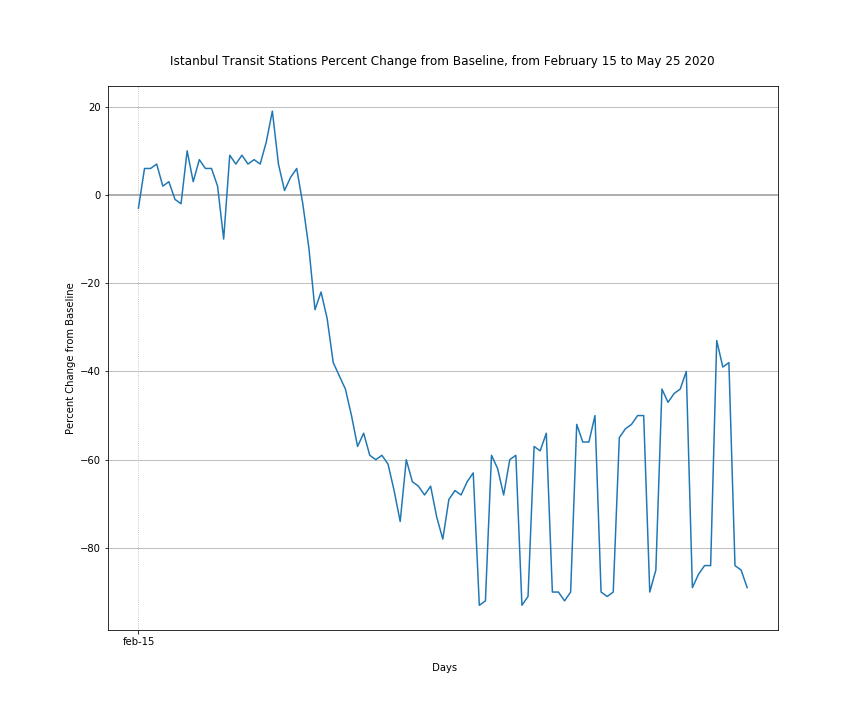 Istanbul Transit Stations Percent Change from Baseline, from February 15 to May 25 2020
20
0
−20
−40
−60
−80
Percent Change from Baseline
feb-15
Days